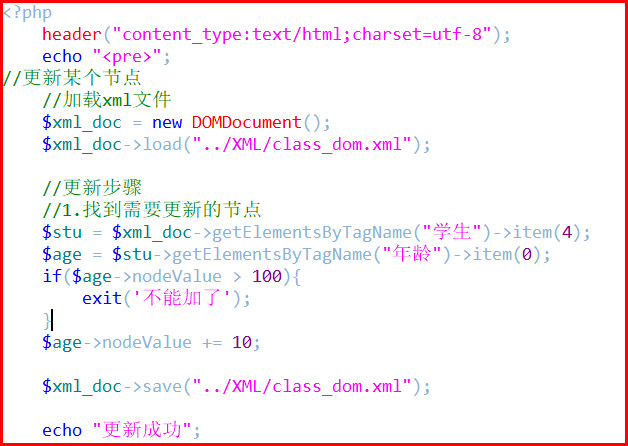 <?php
header("content_type:text/html;charset=utf-8");
echo "<pre>";
//更新某个节点
//加载xml文件
$xml_doc = new DOMDocument();
$xml_doc->load("../XML/class_dom.xml");
//更新步骤
//1.找到需要更新的节点
$stu = $xml_doc->getElementsByTagName("学生")->item(4);
$age = $stu->getElementsByTagName("年龄")->item(0);
if($age->nodeValue > 100){
exit('不能加了');
}
$age->nodeValue += 10;
$xml_doc->save("../XML/class_dom.xml");
echo "更新成功";